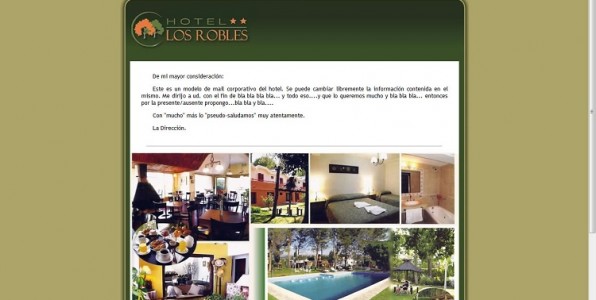 HOTEL ★★
LOS ROBLES
De mi mayor consideración:
Este es un modelo de mail corporativo del hotel. Se puede cambiar libremente la información contenida en el
mismo. Me dirijo a ud. con el fin de bla bla bla bla... y todo eso....y que lo queremos mucho y bla bla bla... entonces
por la presente/ausente propongo...bla bla y bla....
Con "mucho" más lo "pseudo-saludamos" muy atentamente.
La Dirección.